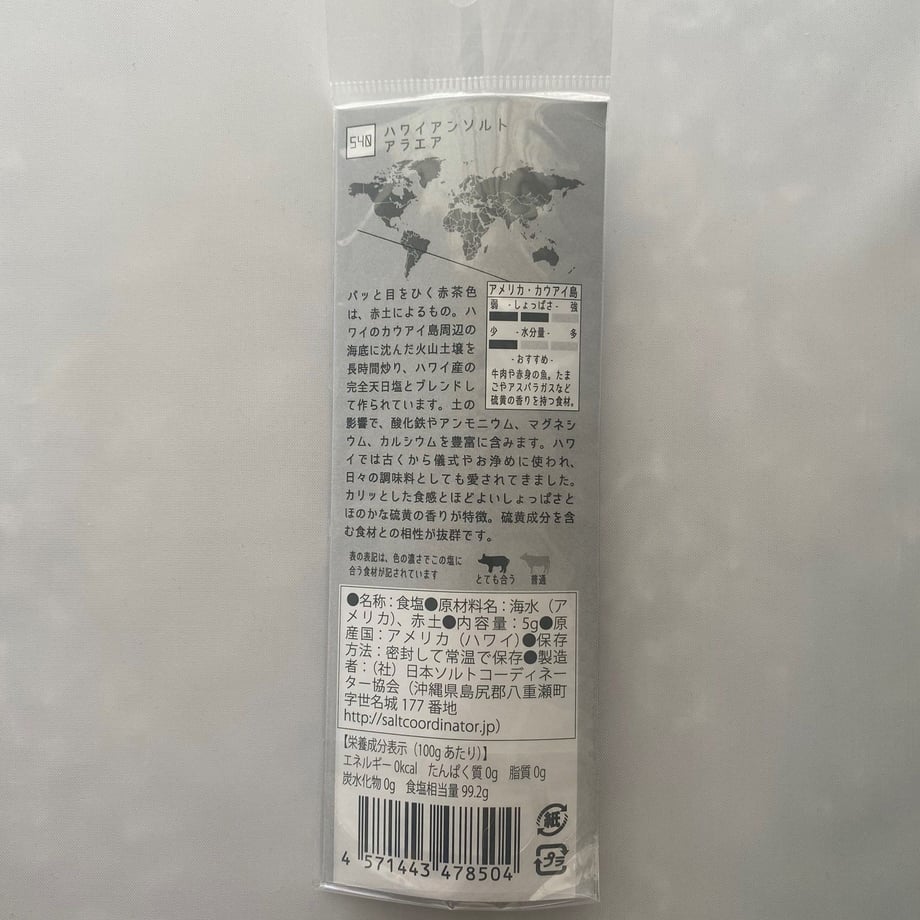 540
ハワイアンソルト
アラエア
アメリカ・カウアイ島
弱 -しょっぱさ- 強
少 -水分量- 多
-おすすめ-
牛肉や赤身の魚。たま
ごやアスパラガスなど
硫黄の香りを持つ食材。
パッと目をひく赤茶色
は、赤土によるもの。ハ
ワイのカウアイ島周辺の
海底に沈んだ火山土壌を
長時間炒り、ハワイ産の
完全天日塩とブレンドし
て作られています。土の
影響で、酸化鉄やアンモニウム、マグネシ
ウム、カルシウムを豊富に含みます。ハワ
イでは古くから儀式やお浄めに使われ、
日々の調味料としても愛されてきました。
カリッとした食感とほどよいしょっぱさと
ほのかな硫黄の香りが特徴。硫黄成分を含
む食材との相性が抜群です。
表の表記は、色の濃さでこの塩に
合う食材が記されています
とても合う
普通
●名称：食塩●原材料名：海水（ア
メリカ）、赤土●内容量：5g●原
産国：アメリカ（ハワイ）●保存
方法：密封して常温で保存●製造
者：（社）日本ソルトコーディネー
ター協会（沖縄県島尻郡八重瀬町
字世名城 177 番地
http://saltcoordinator.jp）
【栄養成分表示（100g あたり）】
エネルギー 0kcal たんぱく質 0g 脂質 0g
炭水化物 0g 食塩相当量 99.2g
紙
プラ
4 571443 478504